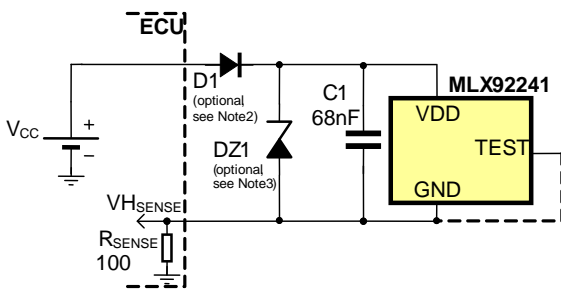 ECU
D1
(optional,
see Note2)
C1
68nF
MLX92241
VDD
TEST
GND
VCC
+
–
DZ1
(optional,
see Note3)
VHSENSE
RSENSE
100